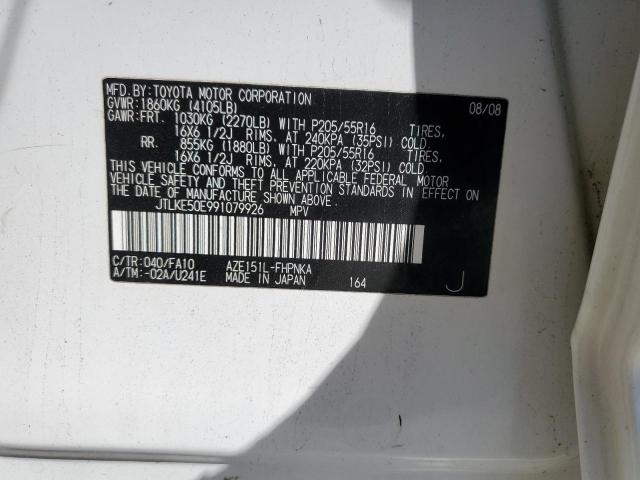 MFD.BY:TOYOTA MOTOR CORPORATION 08/08
GVWR:1860KG (4105LB)
GAWR:FRT. 1030KG (2270LB) WITH P205/55R16 TIRES,
16X6 1/2J RIMS, AT 240KPA (35PSI) COLD
RR. 855KG (1880LB) WITH P205/55R16 TIRES,
16X6 1/2J RIMS, AT 220KPA (32PSI) COLD
THIS VEHICLE CONFORMS TO ALL APPLICABLE FEDERAL MOTOR
VEHICLE SAFETY AND THEFT PREVENTION STANDARDS IN
EFFECT ON THE DATE OF MANUFACTURE SHOWN ABOVE.
JTLKE50E991079926 MPV
C/TR:040/FA10 AZE151L-FHPNKA
A/TM:-02A/U241E MADE IN JAPAN 164 J